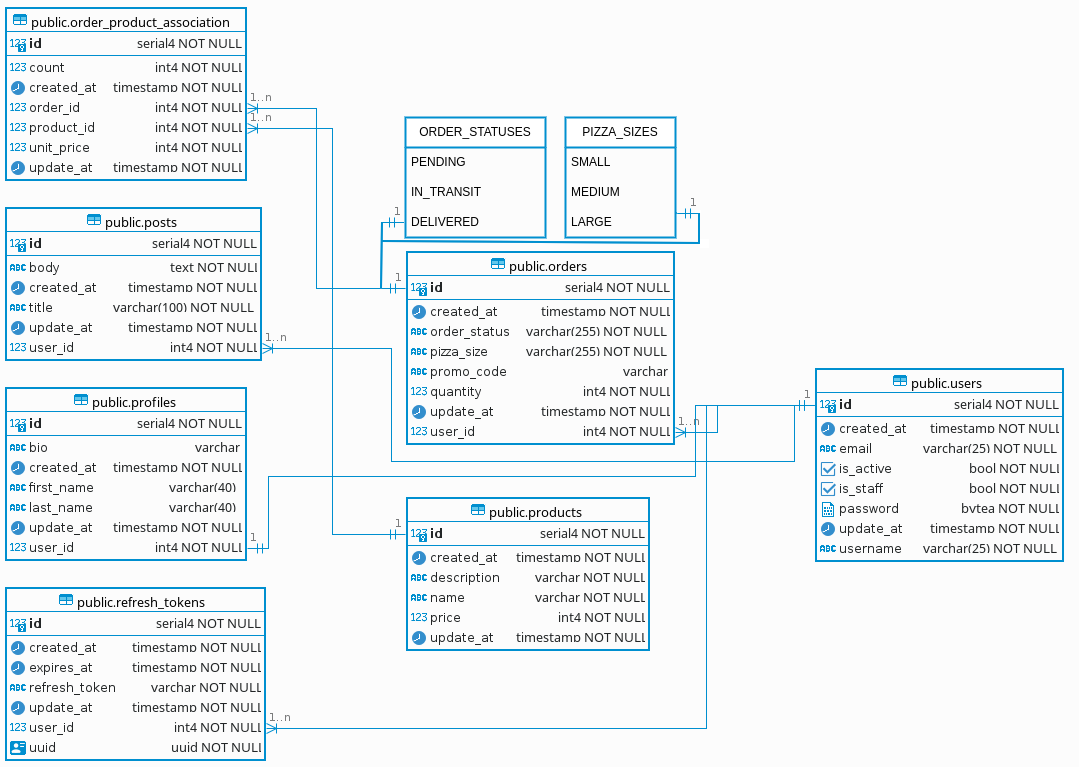 public.order_product_association
id serial4 NOT NULL
count int4 NOT NULL
created_at timestamp NOT NULL
order_id int4 NOT NULL
product_id int4 NOT NULL
unit_price int4 NOT NULL
update_at timestamp NOT NULL
1..n
1..n
ORDER_STATUSES
PENDING
IN_TRANSIT
DELIVERED
1
PIZZA_SIZES
SMALL
MEDIUM
LARGE
1
public.posts
id serial4 NOT NULL
body text NOT NULL
created_at timestamp NOT NULL
title varchar(100) NOT NULL
update_at timestamp NOT NULL
user_id int4 NOT NULL
1..n
public.orders
1
id serial4 NOT NULL
created_at timestamp NOT NULL
order_status varchar(255) NOT NULL
pizza_size varchar(255) NOT NULL
promo_code varchar
quantity int4 NOT NULL
update_at timestamp NOT NULL
user_id int4 NOT NULL
1..n
public.users
1
id serial4 NOT NULL
created_at timestamp NOT NULL
email varchar(25) NOT NULL
is_active bool NOT NULL
is_staff bool NOT NULL
password bytea NOT NULL
update_at timestamp NOT NULL
username varchar(25) NOT NULL
public.profiles
id serial4 NOT NULL
bio varchar
created_at timestamp NOT NULL
first_name varchar(40)
last_name varchar(40)
update_at timestamp NOT NULL
user_id int4 NOT NULL
1
public.products
1
id serial4 NOT NULL
created_at timestamp NOT NULL
description varchar NOT NULL
name varchar NOT NULL
price int4 NOT NULL
update_at timestamp NOT NULL
public.refresh_tokens
id serial4 NOT NULL
created_at timestamp NOT NULL
expires_at timestamp NOT NULL
refresh_token varchar NOT NULL
update_at timestamp NOT NULL
user_id int4 NOT NULL
uuid uuid NOT NULL
1..n